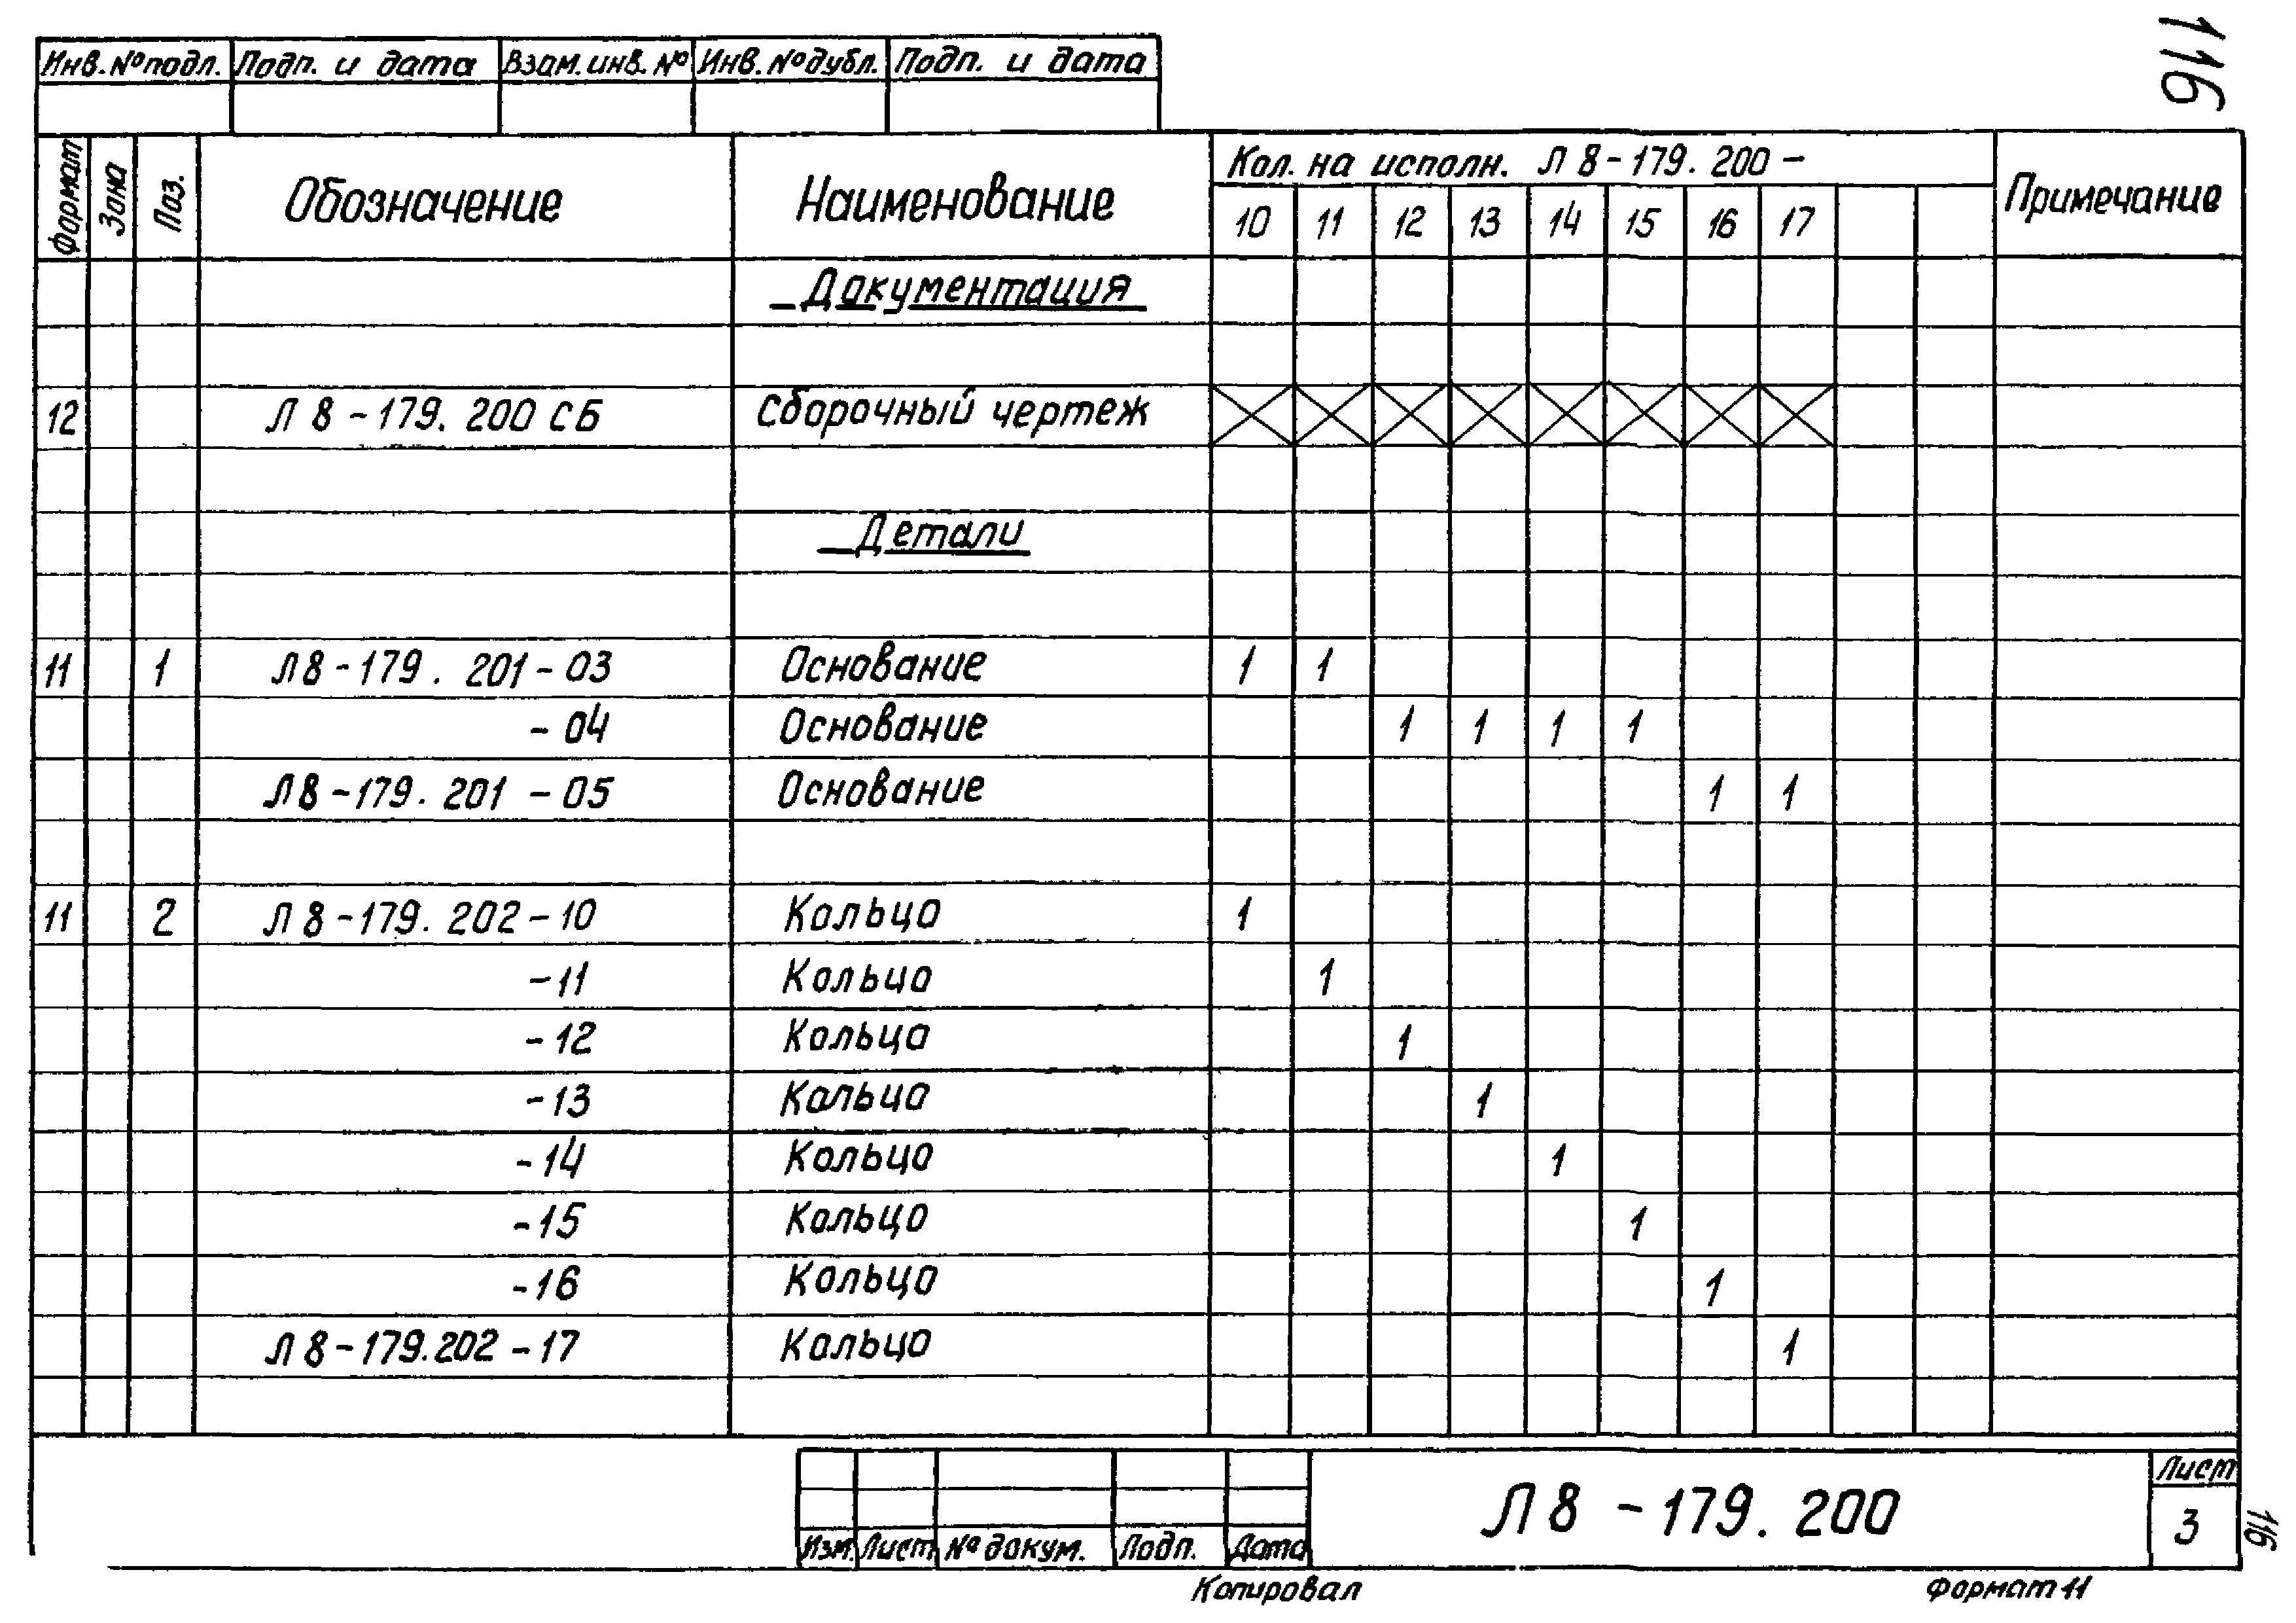 116
Инв. № подл. Подп. и дата Взам. инв. № Инв. № дубл. Подп. и дата
Формат Зона Поз. Обозначение Наименование Кол. на исполн. Л 8-179. 200 - Примечание
10 11 12 13 14 15 16 17
Документация
12 Л 8-179. 200 СБ Сборочный чертеж
Детали
11 1 Л 8-179. 201-03 Основание 1 1
-04 Основание 1 1 1 1
Л 8-179. 201 -05 Основание 1 1
11 2 Л 8-179. 202-10 Кольцо 1
-11 Кольцо 1
-12 Кольцо 1
-13 Кольцо 1
-14 Кольцо 1
-15 Кольцо 1
-16 Кольцо 1
Л 8-179.202-17 Кольцо 1
Изм. Лист № докум. Подп. Дата
Л 8 -179. 200
Лист
3
116
Копировал Формат 11